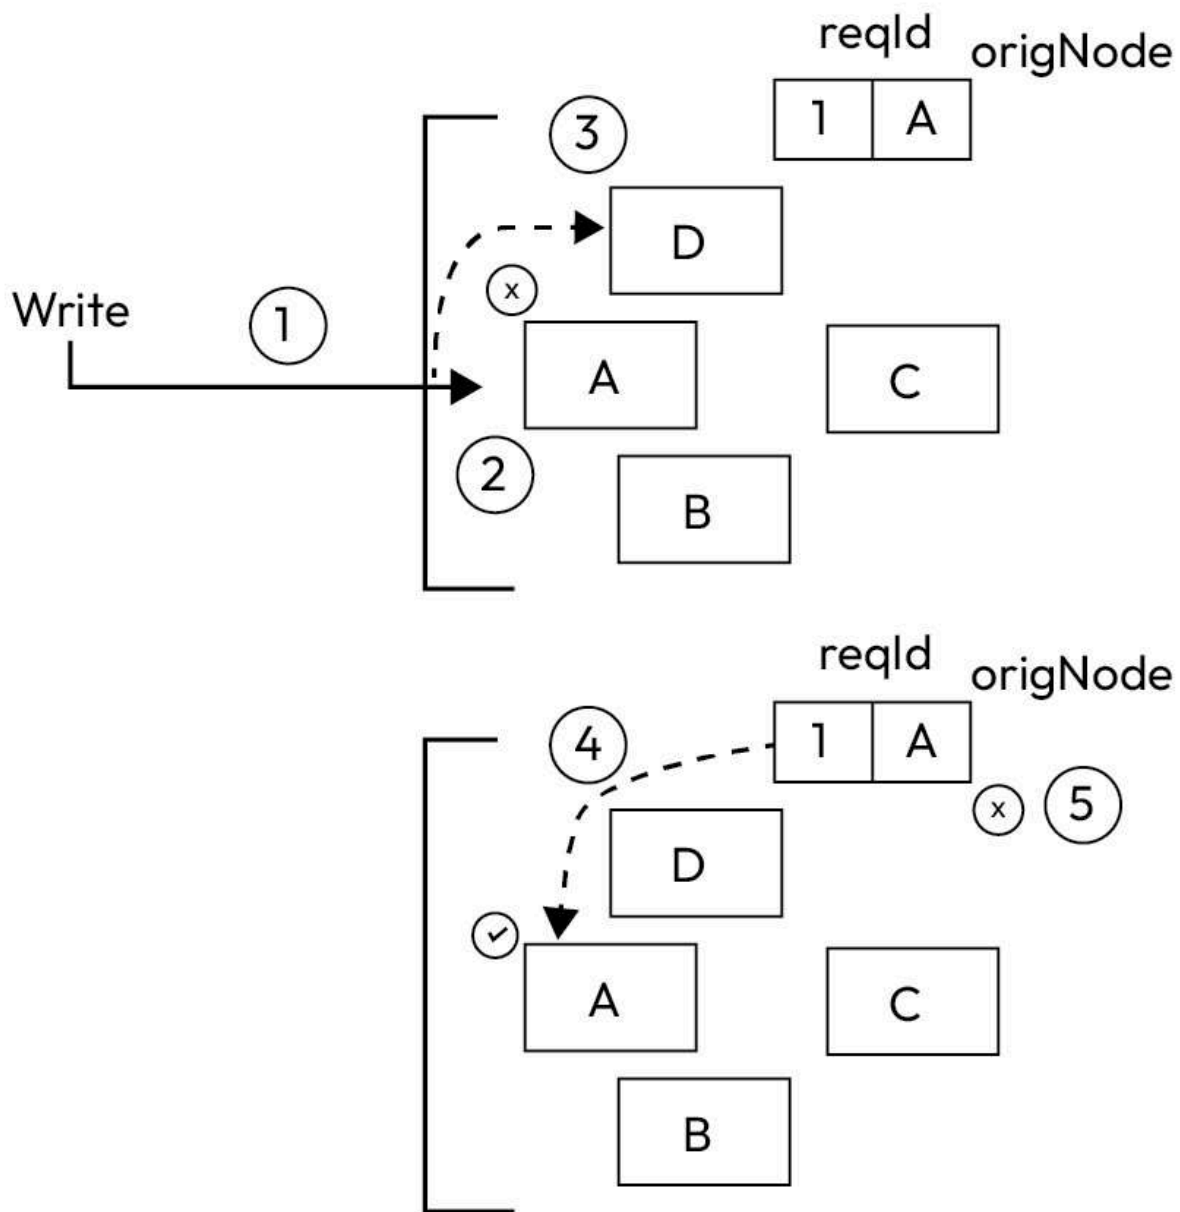 reqId origNode
1 A
3
D
x
Write 1
A C
2
B
reqId origNode
4 1 A
x 5
D
A C
B